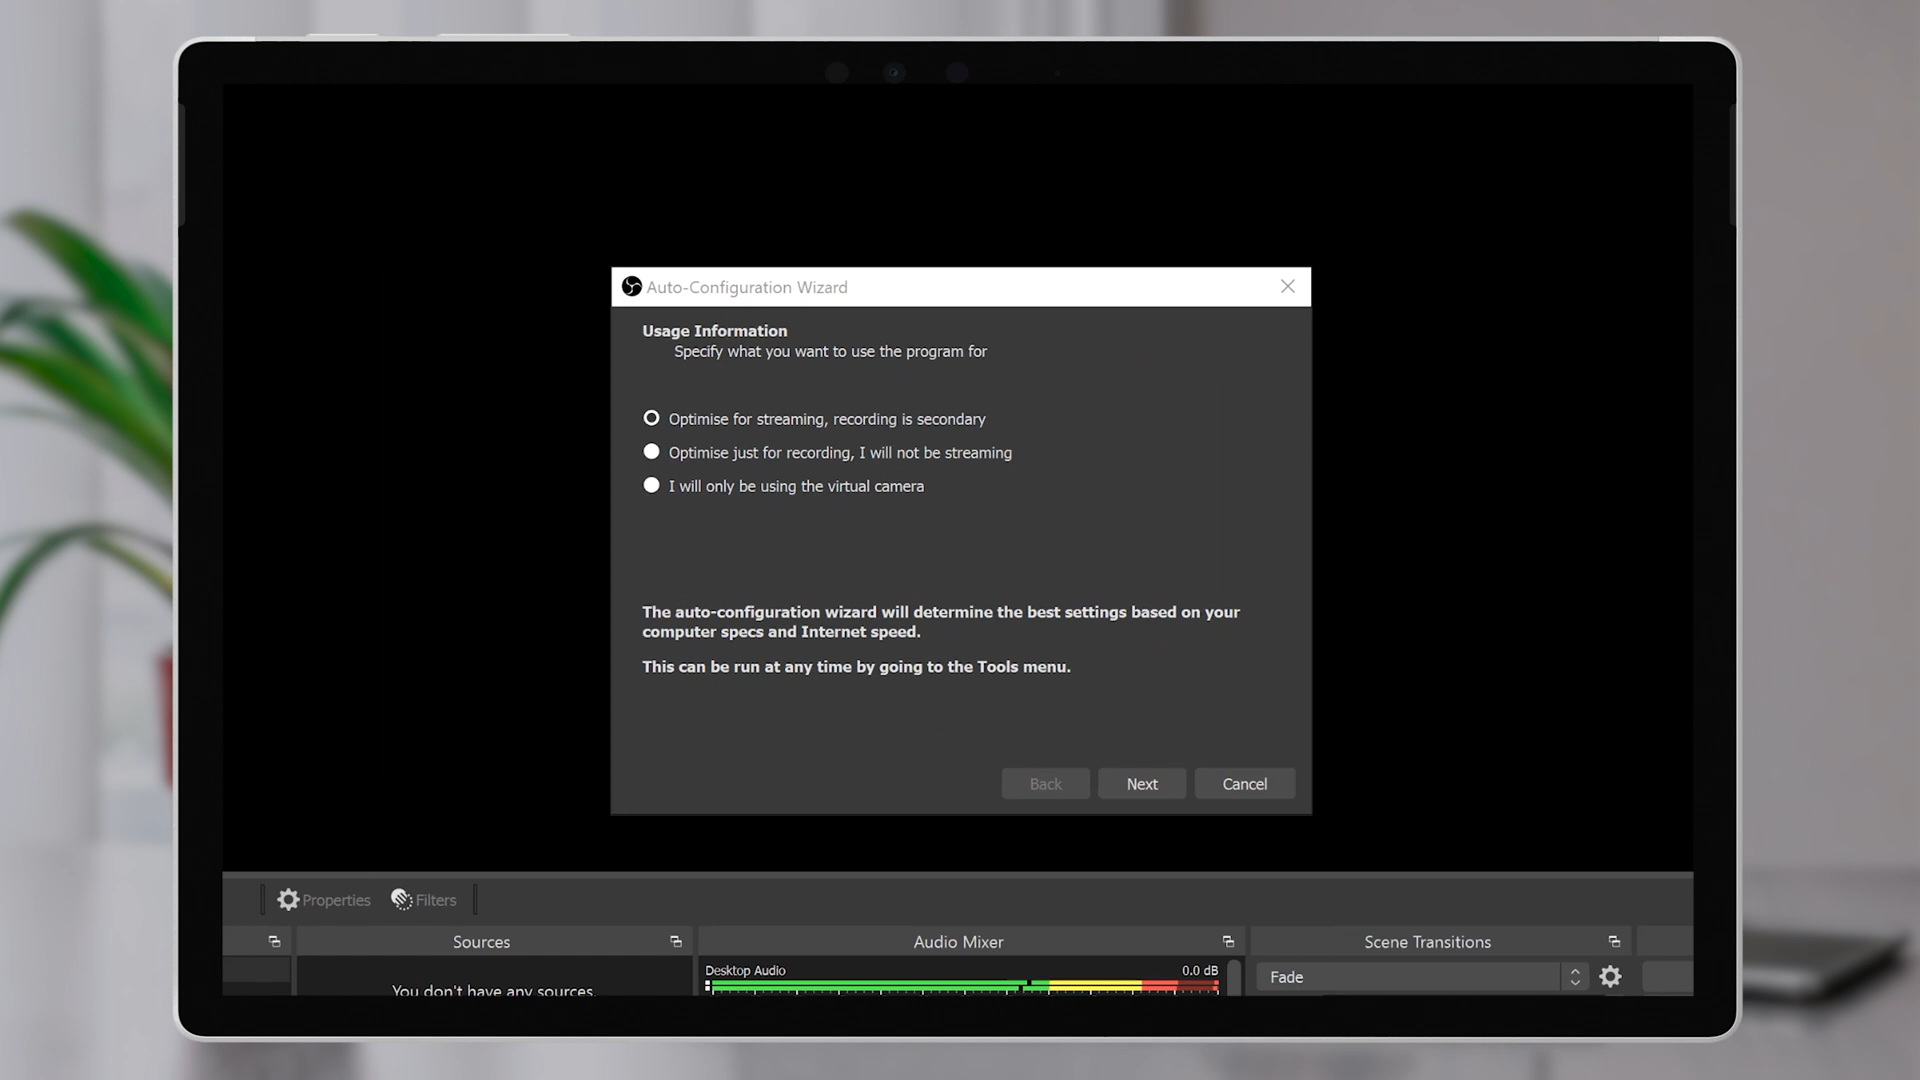 Auto-Configuration Wizard
Usage Information
Specify what you want to use the program for
Optimise for streaming, recording is secondary
Optimise just for recording, I will not be streaming
I will only be using the virtual camera
The auto-configuration wizard will determine the best settings based on your
computer specs and Internet speed.
This can be run at any time by going to the Tools menu.
Back Next Cancel
Properties Filters
Sources Audio Mixer Scene Transitions
Desktop Audio 0.0 dB
Fade
You don't have any sources.